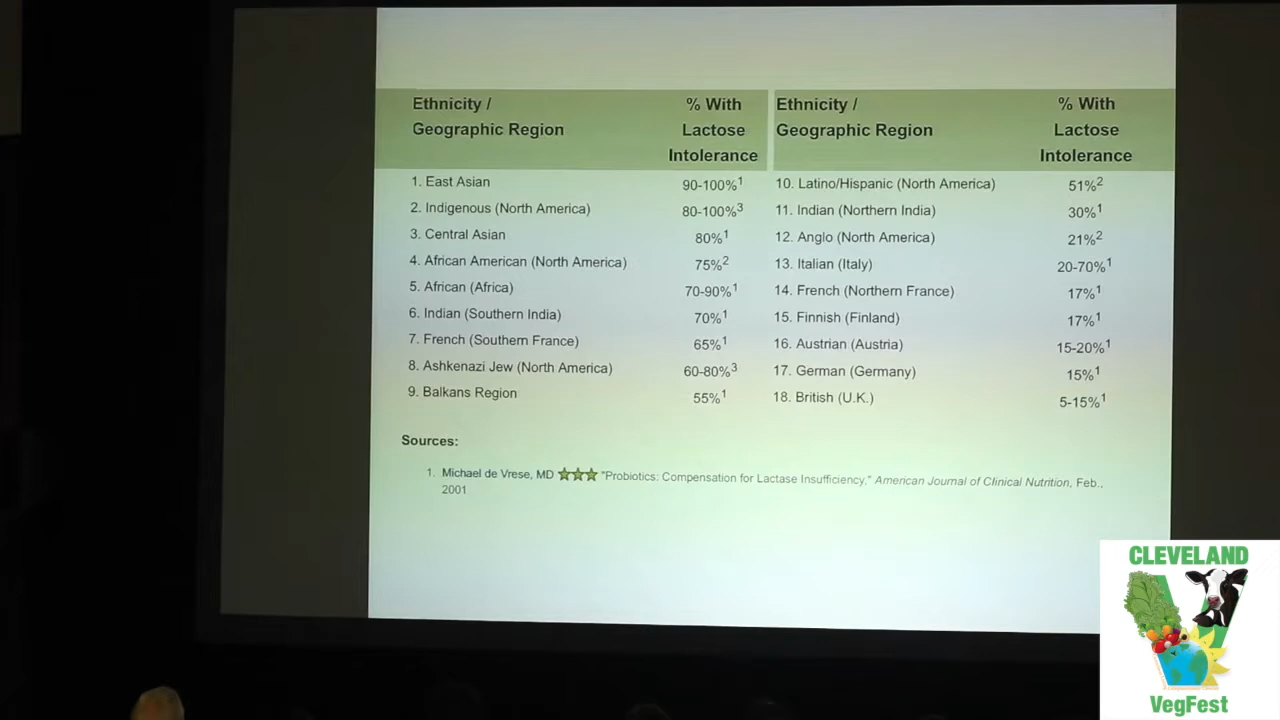 Ethnicity /
Geographic Region
% With
Lactose
Intolerance
1. East Asian 90-100%1
2. Indigenous (North America) 80-100%3
3. Central Asian 80%1
4. African American (North America) 75%2
5. African (Africa) 70-90%1
6. Indian (Southern India) 70%1
7. French (Southern France) 65%1
8. Ashkenazi Jew (North America) 60-80%3
9. Balkans Region 55%1
Ethnicity /
Geographic Region
% With
Lactose
Intolerance
10. Latino/Hispanic (North America) 51%2
11. Indian (Northern India) 30%1
12. Anglo (North America) 21%2
13. Italian (Italy) 20-70%1
14. French (Northern France) 17%1
15. Finnish (Finland) 17%1
16. Austrian (Austria) 15-20%1
17. German (Germany) 15%1
18. British (U.K.) 5-15%1
Sources:
1. Michael de Vrese, MD "Probiotics: Compensation for Lactase Insufficiency," American Journal of Clinical Nutrition, Feb.,
2001
CLEVELAND
VegFest